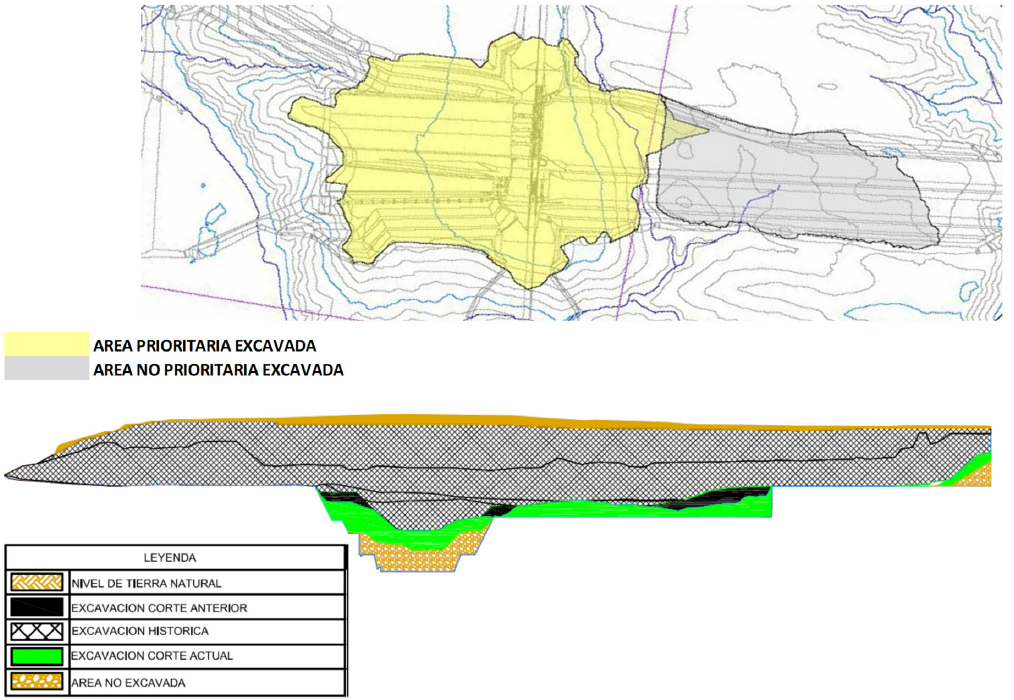 AREA PRIORITARIA EXCAVADA
AREA NO PRIORITARIA EXCAVADA
LEYENDA
NIVEL DE TIERRA NATURAL
EXCAVACION CORTE ANTERIOR
EXCAVACION HISTORICA
EXCAVACION CORTE ACTUAL
AREA NO EXCAVADA